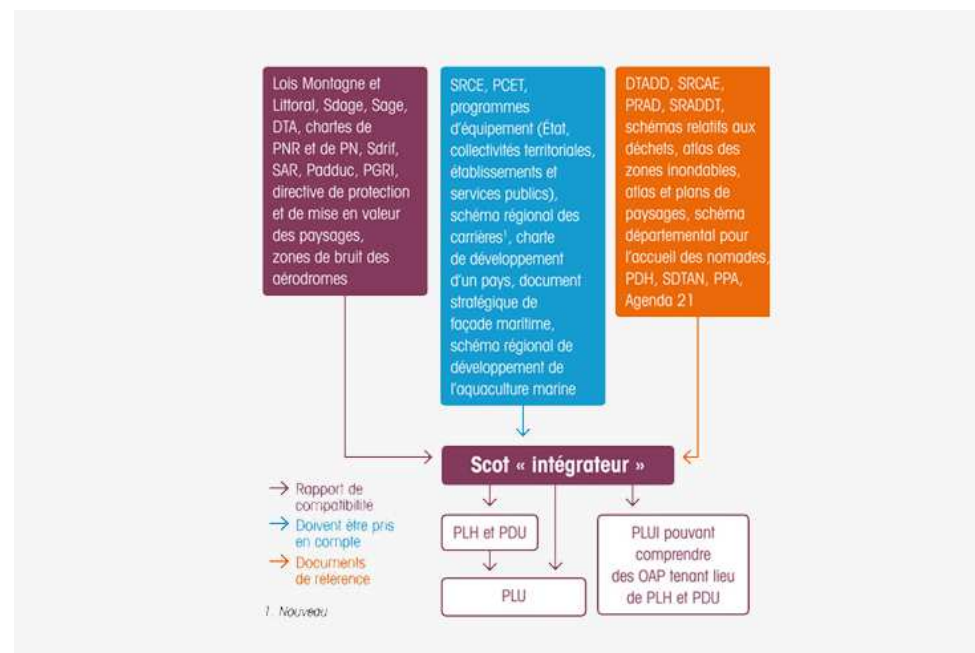 Lois Montagne et
Littoral, Sdage, Sage,
DTA, chartes de
PNR et de PN, Sdrif,
SAR, Padduc, PGRI,
directive de protection
et de mise en valeur
des paysages,
zones de bruit des
aérodromes
SRCE, PCET,
programmes
d'équipement (État,
collectivités territoriales,
établissements et
services publics),
schéma régional des
carrières¹, charte
de développement
d'un pays, document
stratégique de
façade maritime,
schéma régional de
développement de
l'aquaculture marine
DTADD, SRCAE,
PRAD, SRADDT,
schémas relatifs aux
déchets, atlas des
zones inondables,
atlas et plans de
paysages, schéma
départemental pour
l'accueil des nomades,
PDH, SDTAN, PPA,
Agenda 21
Scot « intégrateur »
Rapport de
compatibilité
Doivent être pris
en compte
Documents
de référence
1. Nouveau
PLH et PDU
PLU
PLUI pouvant
comprendre
des OAP tenant lieu
de PLH et PDU